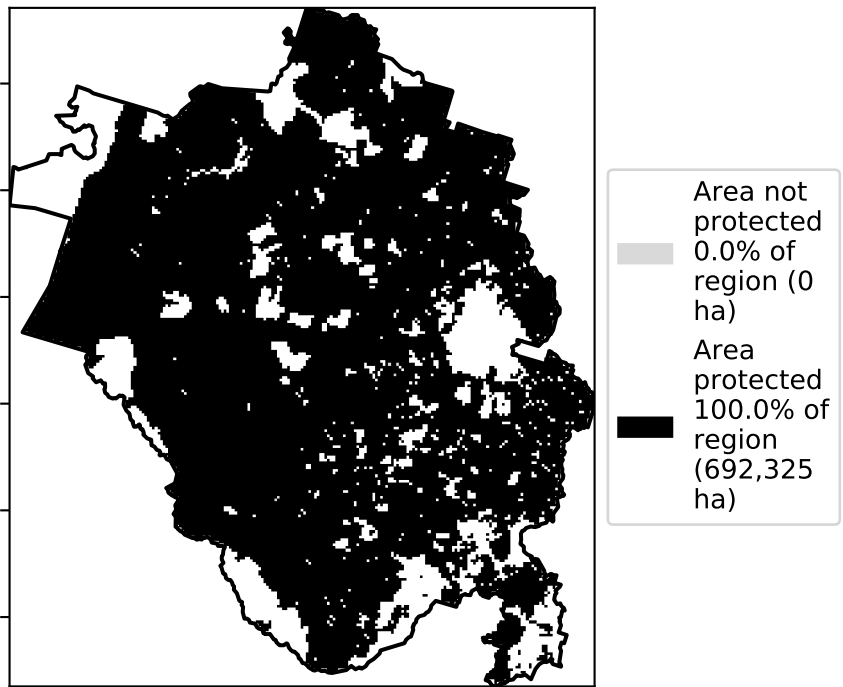 Area not
protected
0.0% of
region (0
ha)
Area
protected
100.0% of
region
(692,325
ha)